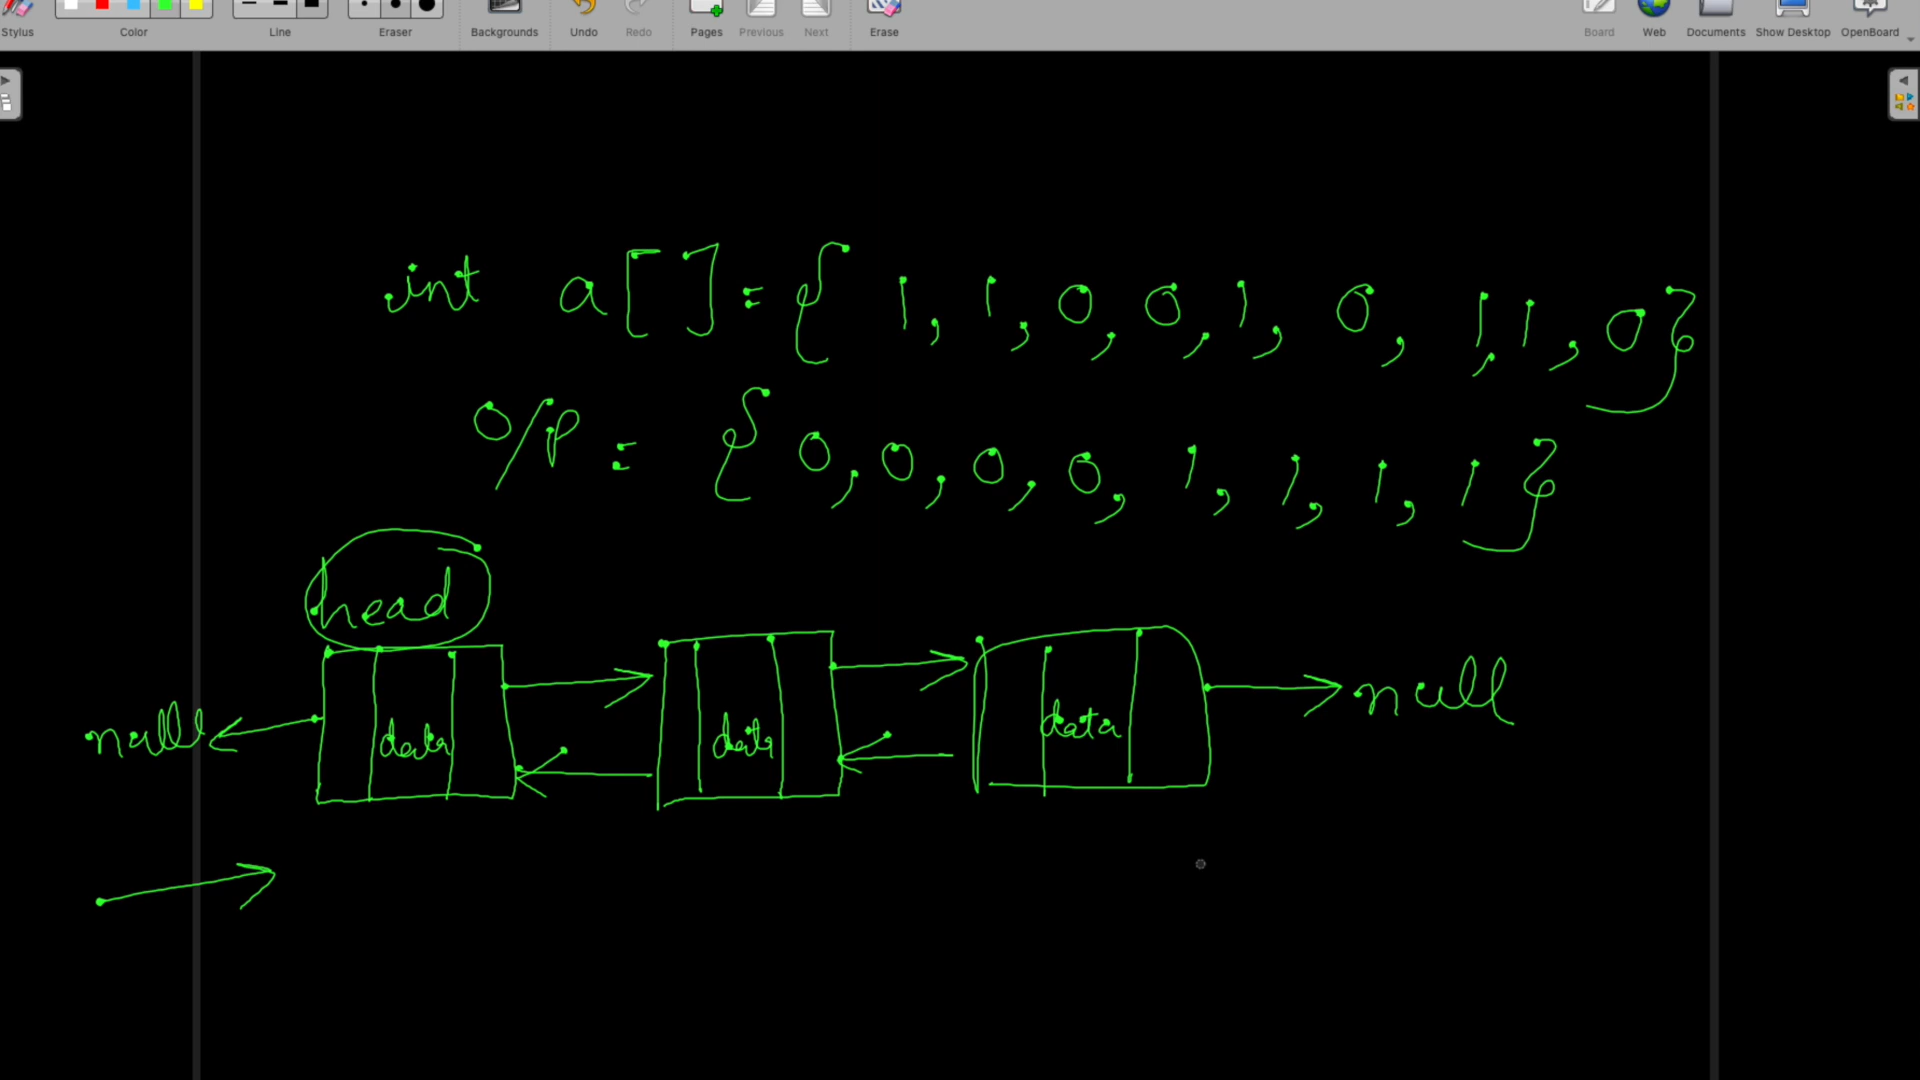 Stylus Color Line Eraser Backgrounds Undo Redo Pages Previous Next Erase Board Web Documents Show Desktop OpenBoard
int a[] = { 1, 1, 0, 0, 1, 0, 1, 1, 0}
O/P = { 0, 0, 0, 0, 1, 1, 1, 1}
head
null data data data null